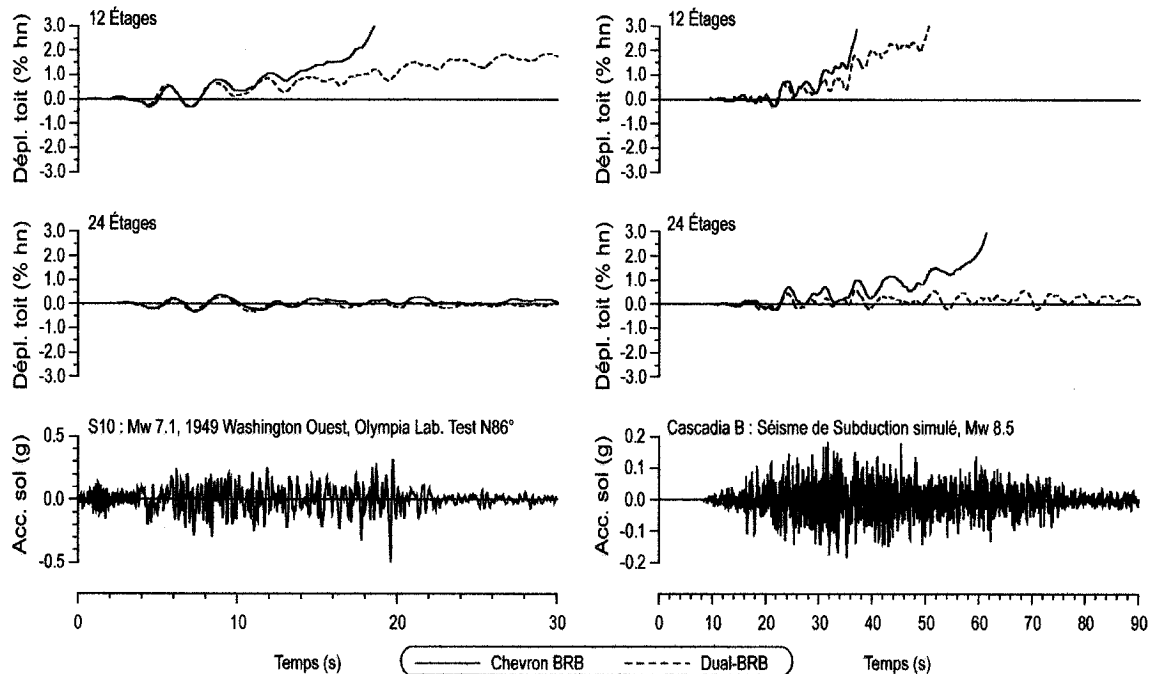 12 Étages
Dépl. toit (% hn)
3.0
2.0
1.0
0.0
-1.0
-2.0
-3.0
12 Étages
Dépl. toit (% hn)
3.0
2.0
1.0
0.0
-1.0
-2.0
-3.0
24 Étages
Dépl. toit (% hn)
3.0
2.0
1.0
0.0
-1.0
-2.0
-3.0
24 Étages
Dépl. toit (% hn)
3.0
2.0
1.0
0.0
-1.0
-2.0
-3.0
S10 : Mw 7.1, 1949 Washington Ouest, Olympia Lab. Test N86°
Acc. sol (g)
0.5
0.0
-0.5
Cascadia B : Séisme de Subduction simulé, Mw 8.5
Acc. sol (g)
0.2
0.1
0.0
-0.1
-0.2
0 10 20 30
0 10 20 30 40 50 60 70 80 90
Temps (s)
Chevron BRB
Dual-BRB
Temps (s)